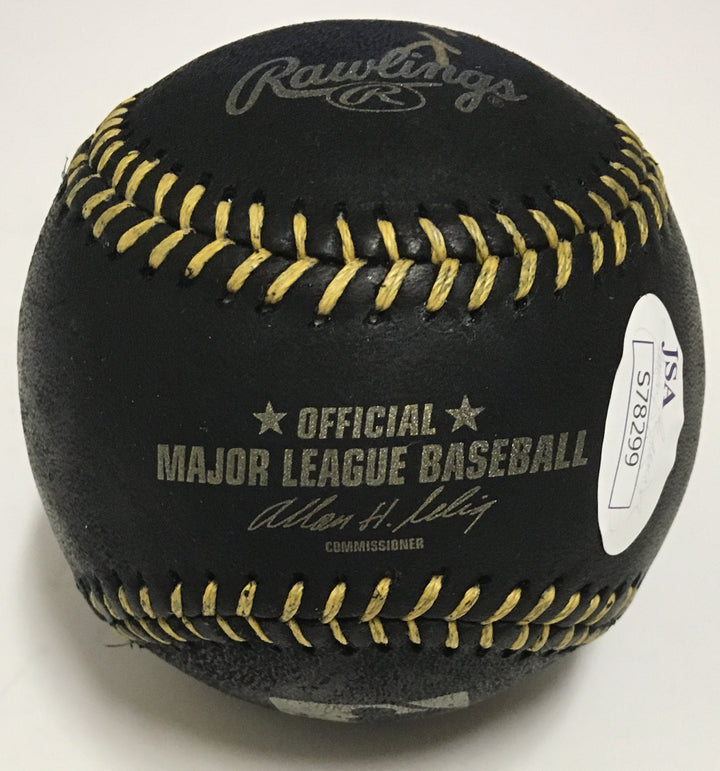 Rawlings
R
®
OFFICIAL
MAJOR LEAGUE BASEBALL
Allan H. Selig
COMMISSIONER
JSA
S78299